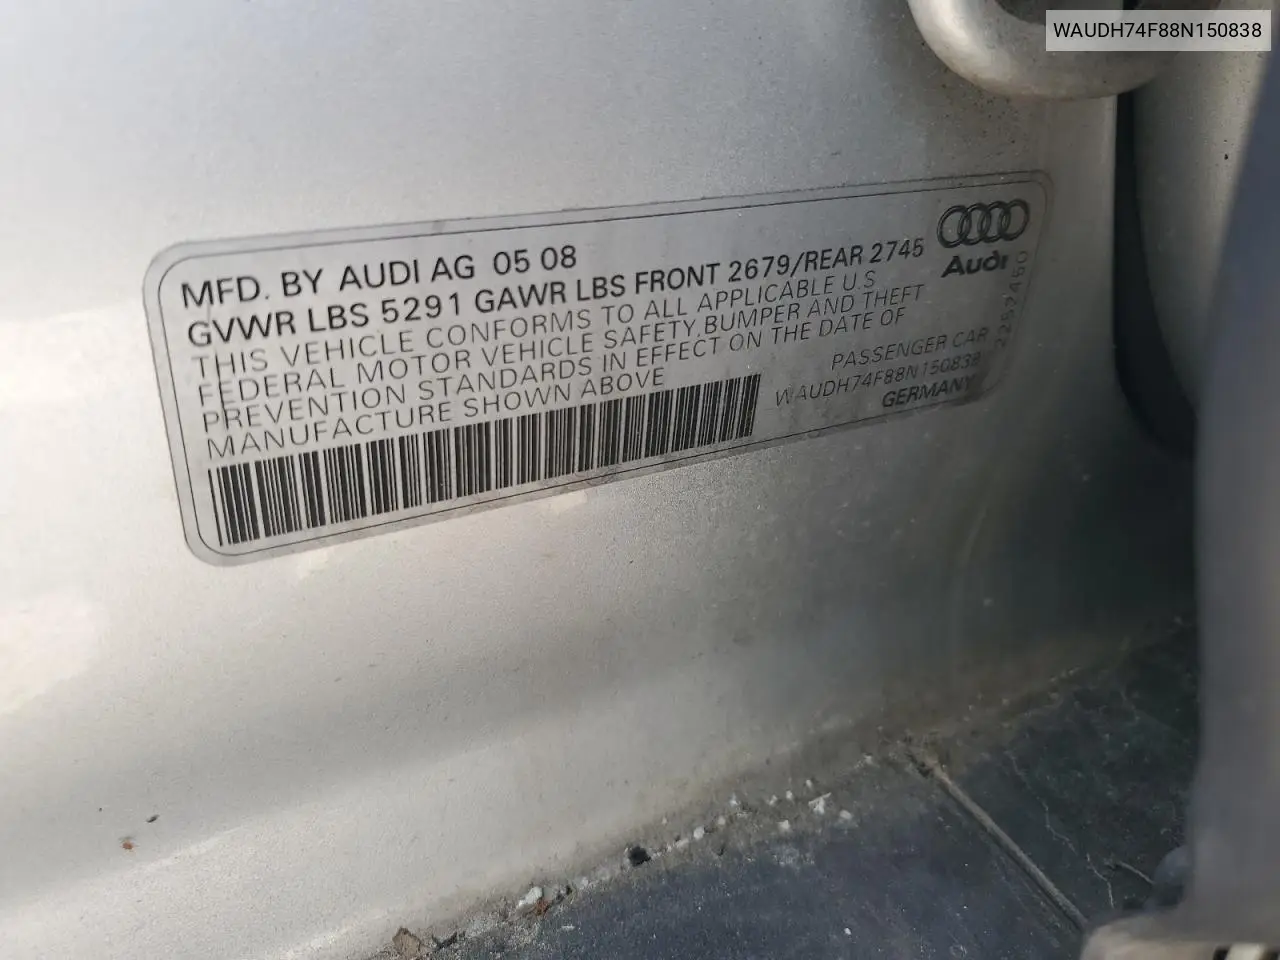 WAUDH74F88N150838
MFD. BY AUDI AG 05 08
GVWR LBS 5291 GAWR LBS FRONT 2679/REAR 2745
THIS VEHICLE CONFORMS TO ALL APPLICABLE U.S
FEDERAL MOTOR VEHICLE SAFETY,BUMPER AND THEFT
PREVENTION STANDARDS IN EFFECT ON THE DATE OF
MANUFACTURE SHOWN ABOVE
Audi
PASSENGER CAR
WAUDH74F88N150838
GERMANY